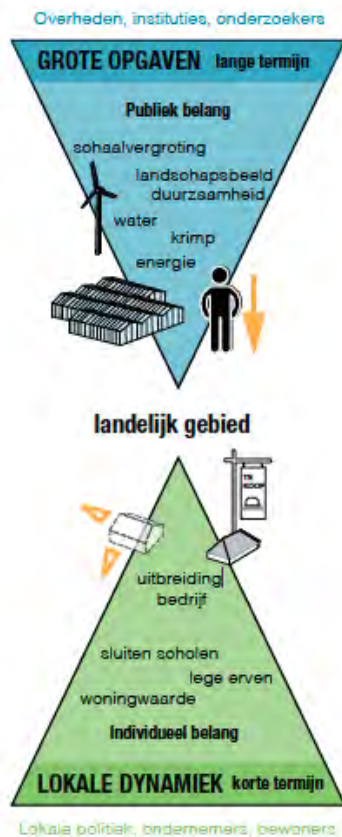 Overheden, instituties, onderzoekers
GROTE OPGAVEN lange termijn
Publiek belang
schaalvergroting
landschapsbeeld
duurzaamheid
water
krimp
energie
landelijk gebied
TE
KOOP
uitbreiding
bedrijf
sluiten scholen
lege erven
woningwaarde
Individueel belang
LOKALE DYNAMIEK korte termijn
Lokale politiek, ondernemers, bewoners